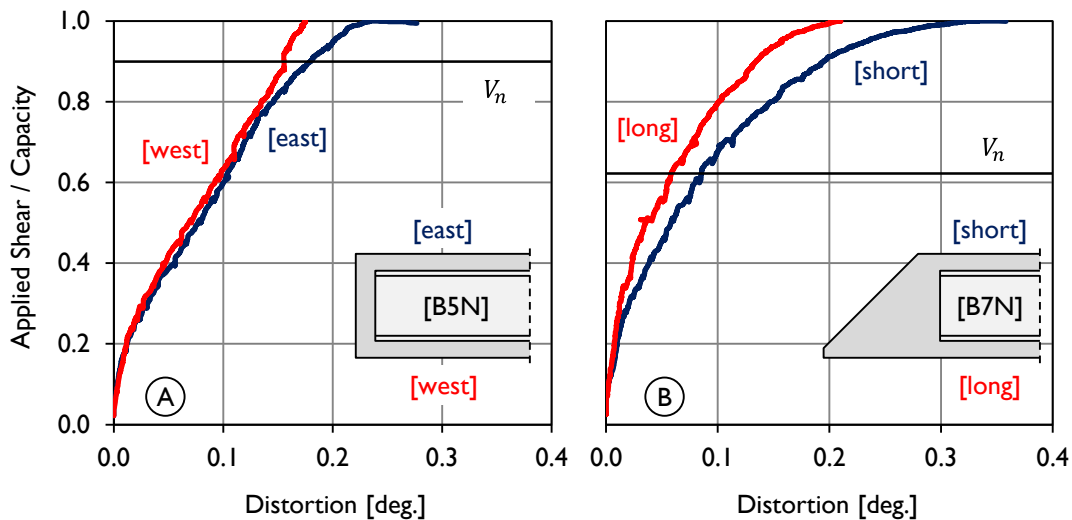 Applied Shear / Capacity
1.0
0.8
0.6
0.4
0.2
0.0
0.0 0.1 0.2 0.3 0.4
Distortion [deg.]
V_n
[west]
[east]
[east]
[B5N]
[west]
A
0.0 0.1 0.2 0.3 0.4
Distortion [deg.]
[short]
[long]
V_n
[short]
[B7N]
[long]
B